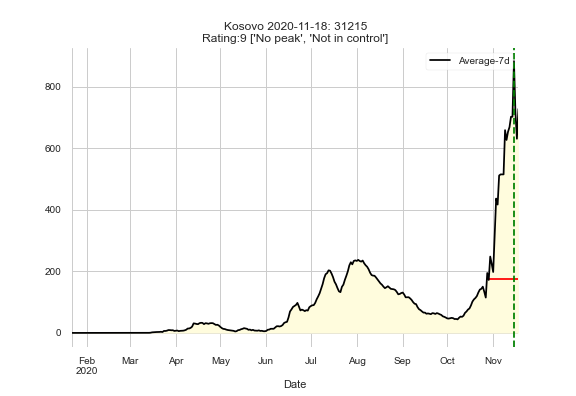 Kosovo 2020-11-18: 31215
Rating:9 ['No peak', 'Not in control']
Average-7d
800
600
400
200
0
Feb Mar Apr May Jun Jul Aug Sep Oct Nov
2020
Date